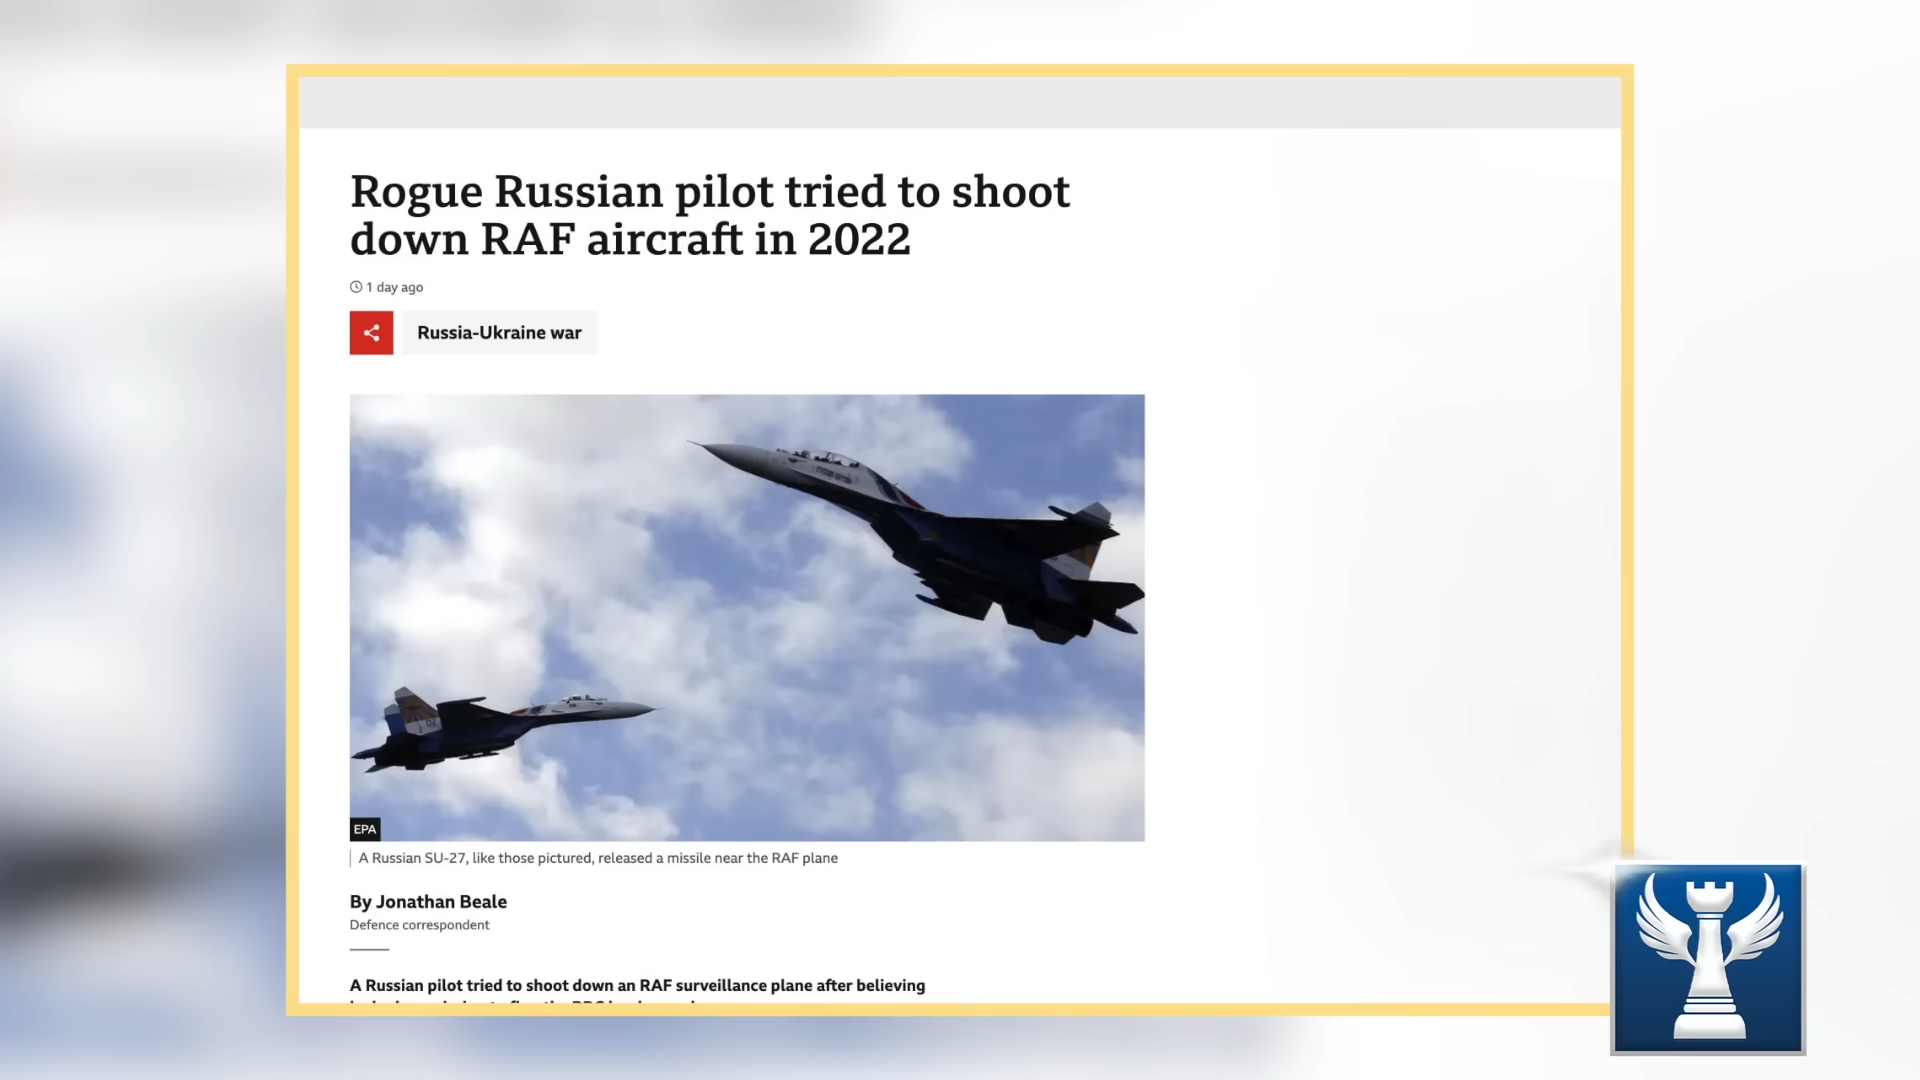 Rogue Russian pilot tried to shoot
down RAF aircraft in 2022
1 day ago
Russia-Ukraine war
EPA
A Russian SU-27, like those pictured, released a missile near the RAF plane
By Jonathan Beale
Defence correspondent
A Russian pilot tried to shoot down an RAF surveillance plane after believing